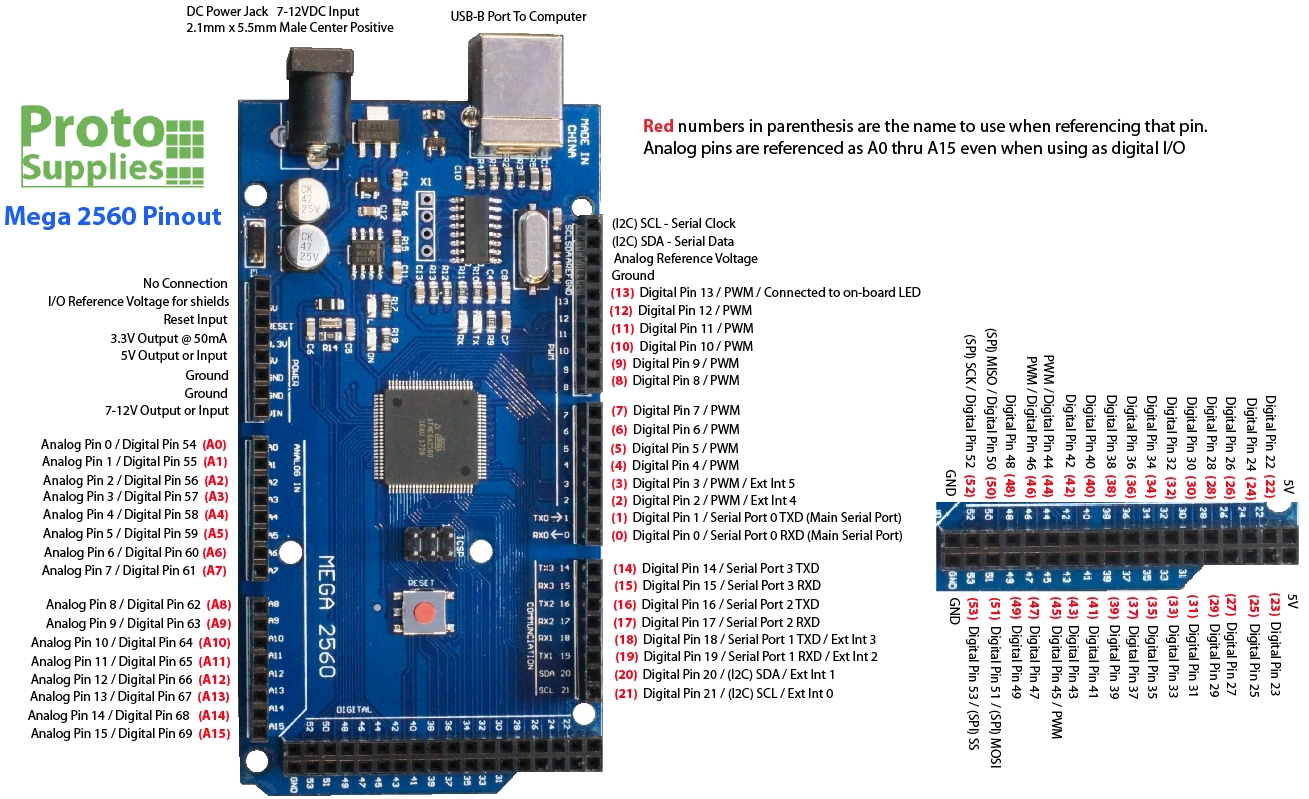 DC Power Jack 7-12VDC Input
2.1mm x 5.5mm Male Center Positive
USB-B Port To Computer
Proto
Supplies
Mega 2560 Pinout
Red numbers in parenthesis are the name to use when referencing that pin.
Analog pins are referenced as A0 thru A15 even when using as digital I/O
No Connection
I/O Reference Voltage for shields
Reset Input
3.3V Output @ 50mA
5V Output or Input
Ground
Ground
7-12V Output or Input
Analog Pin 0 / Digital Pin 54 (A0)
Analog Pin 1 / Digital Pin 55 (A1)
Analog Pin 2 / Digital Pin 56 (A2)
Analog Pin 3 / Digital Pin 57 (A3)
Analog Pin 4 / Digital Pin 58 (A4)
Analog Pin 5 / Digital Pin 59 (A5)
Analog Pin 6 / Digital Pin 60 (A6)
Analog Pin 7 / Digital Pin 61 (A7)
Analog Pin 8 / Digital Pin 62 (A8)
Analog Pin 9 / Digital Pin 63 (A9)
Analog Pin 10 / Digital Pin 64 (A10)
Analog Pin 11 / Digital Pin 65 (A11)
Analog Pin 12 / Digital Pin 66 (A12)
Analog Pin 13 / Digital Pin 67 (A13)
Analog Pin 14 / Digital Pin 68 (A14)
Analog Pin 15 / Digital Pin 69 (A15)
MADE IN
CHINA
CK
47
25V
CK
47
25V
X1
POWER
ANALOG IN
PWM
MEGA 2560
ICSP
RESET
COMMUNICATION
DIGITAL
TX0 1
RX0 0
TX3 14
RX3 15
TX2 16
RX2 17
RX1 18
TX1 19
SDA 20
SCL 21
(I2C) SCL - Serial Clock
(I2C) SDA - Serial Data
Analog Reference Voltage
Ground
(13) Digital Pin 13 / PWM / Connected to on-board LED
(12) Digital Pin 12 / PWM
(11) Digital Pin 11 / PWM
(10) Digital Pin 10 / PWM
(9) Digital Pin 9 / PWM
(8) Digital Pin 8 / PWM
(7) Digital Pin 7 / PWM
(6) Digital Pin 6 / PWM
(5) Digital Pin 5 / PWM
(4) Digital Pin 4 / PWM
(3) Digital Pin 3 / PWM / Ext Int 5
(2) Digital Pin 2 / PWM / Ext Int 4
(1) Digital Pin 1 / Serial Port 0 TXD (Main Serial Port)
(0) Digital Pin 0 / Serial Port 0 RXD (Main Serial Port)
(14) Digital Pin 14 / Serial Port 3 TXD
(15) Digital Pin 15 / Serial Port 3 RXD
(16) Digital Pin 16 / Serial Port 2 TXD
(17) Digital Pin 17 / Serial Port 2 RXD
(18) Digital Pin 18 / Serial Port 1 TXD / Ext Int 3
(19) Digital Pin 19 / Serial Port 1 RXD / Ext Int 2
(20) Digital Pin 20 / (I2C) SDA / Ext Int 1
(21) Digital Pin 21 / (I2C) SCL / Ext Int 0
GND
(SPI) SCK / Digital Pin 52 (52)
(SPI) MISO / Digital Pin 50 (50)
Digital Pin 48 (48)
PWM / Digital Pin 46 (46)
PWM / Digital Pin 44 (44)
Digital Pin 42 (42)
Digital Pin 40 (40)
Digital Pin 38 (38)
Digital Pin 36 (36)
Digital Pin 34 (34)
Digital Pin 32 (32)
Digital Pin 30 (30)
Digital Pin 28 (28)
Digital Pin 26 (26)
Digital Pin 24 (24)
Digital Pin 22 (22)
5V
GND
(53) Digital Pin 53 / (SPI) SS
(51) Digital Pin 51 / (SPI) MOSI
(49) Digital Pin 49
(47) Digital Pin 47
(45) Digital Pin 45 / PWM
(43) Digital Pin 43
(41) Digital Pin 41
(39) Digital Pin 39
(37) Digital Pin 37
(35) Digital Pin 35
(33) Digital Pin 33
(31) Digital Pin 31
(29) Digital Pin 29
(27) Digital Pin 27
(25) Digital Pin 25
(23) Digital Pin 23
5V